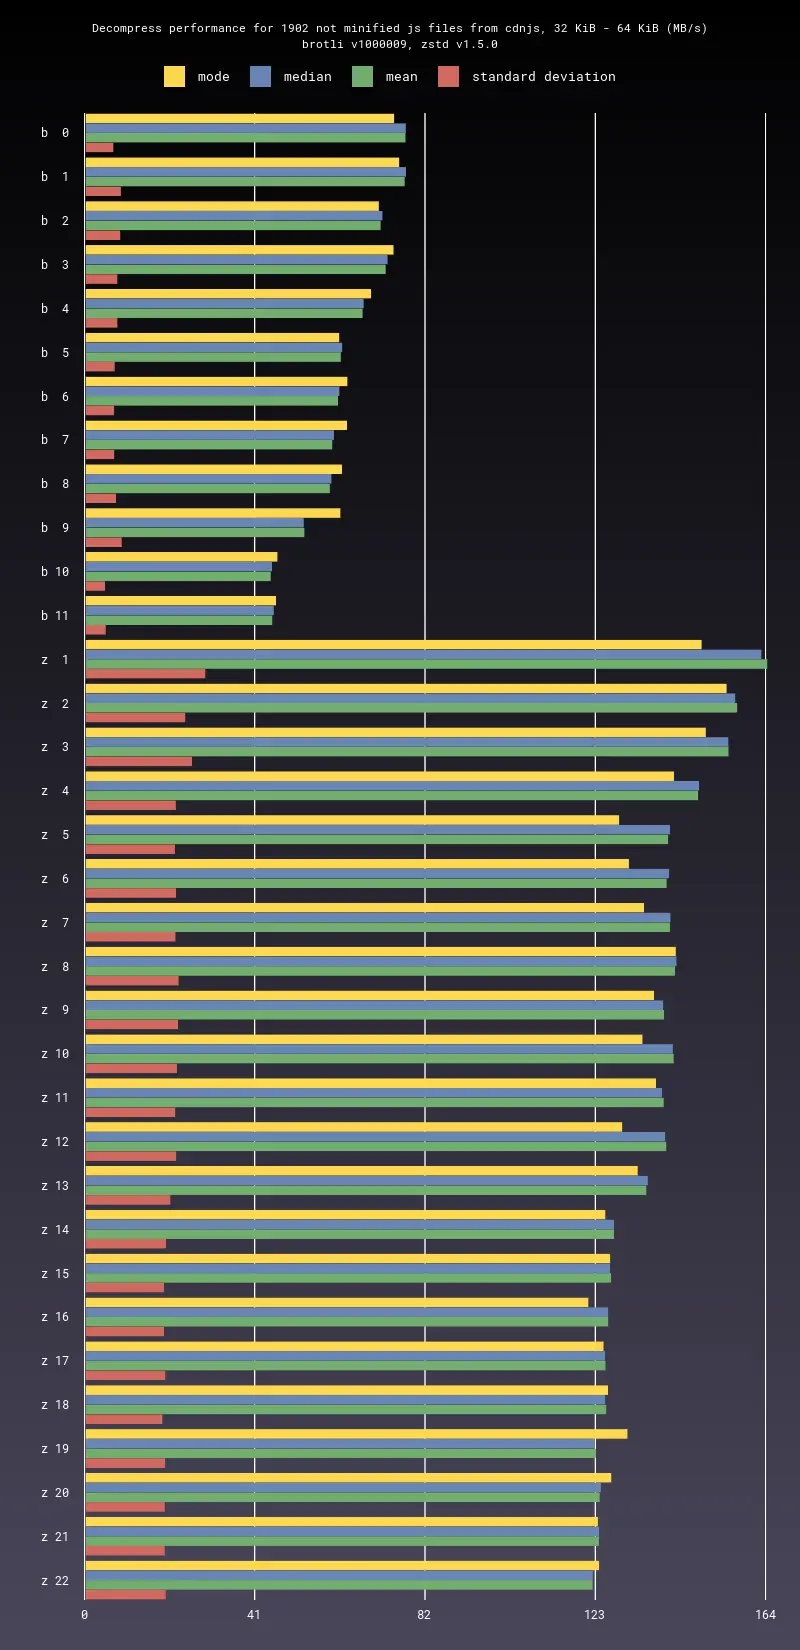 Decompress performance for 1902 not minified js files from cdnjs, 32 KiB - 64 KiB (MB/s)
brotli v1000009, zstd v1.5.0
mode median mean standard deviation
b 0
b 1
b 2
b 3
b 4
b 5
b 6
b 7
b 8
b 9
b 10
b 11
z 1
z 2
z 3
z 4
z 5
z 6
z 7
z 8
z 9
z 10
z 11
z 12
z 13
z 14
z 15
z 16
z 17
z 18
z 19
z 20
z 21
z 22
0 41 82 123 164